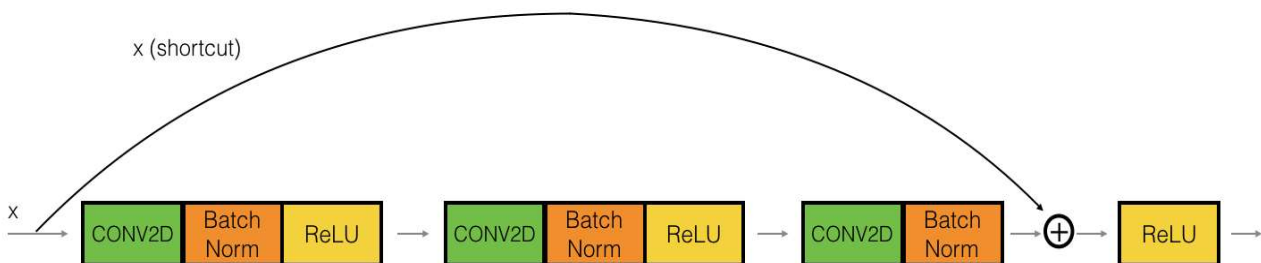 x (shortcut)
x
CONV2D
Batch
Norm
ReLU
CONV2D
Batch
Norm
ReLU
CONV2D
Batch
Norm
+
ReLU